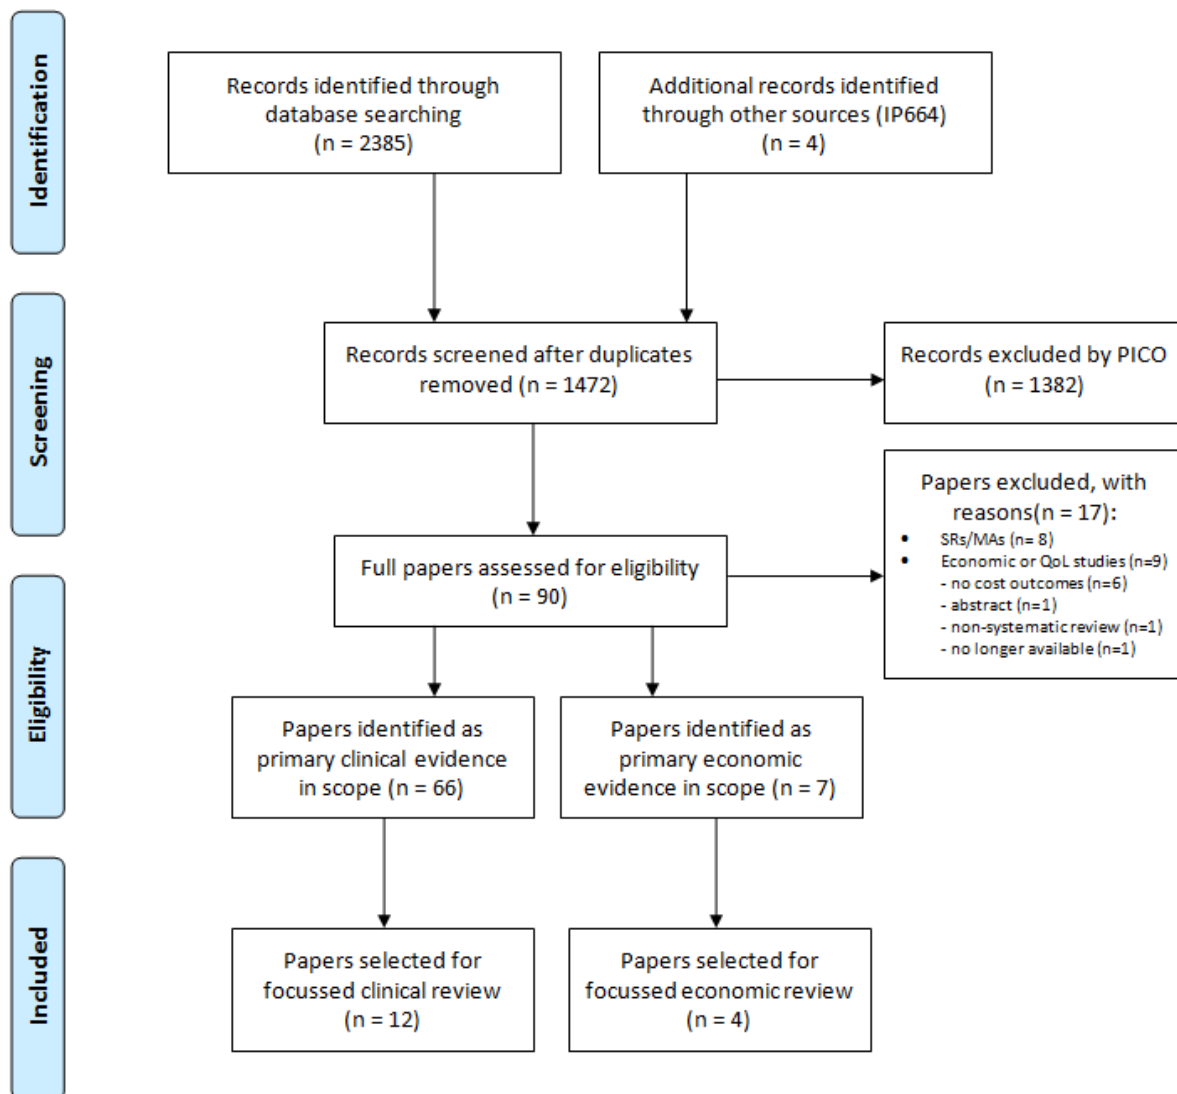 Identification
Records identified through
database searching
(n = 2385)
Additional records identified
through other sources (IP664)
(n = 4)
Screening
Records screened after duplicates
removed (n = 1472)
Records excluded by PICO
(n = 1382)
Eligibility
Full papers assessed for eligibility
(n = 90)
Papers excluded, with
reasons(n = 17):
• SRs/MAs (n= 8)
• Economic or QoL studies (n=9)
- no cost outcomes (n=6)
- abstract (n=1)
- non-systematic review (n=1)
- no longer available (n=1)
Papers identified as
primary clinical evidence
in scope (n = 66)
Papers identified as
primary economic
evidence in scope (n = 7)
Included
Papers selected for
focussed clinical review
(n = 12)
Papers selected for
focussed economic review
(n = 4)